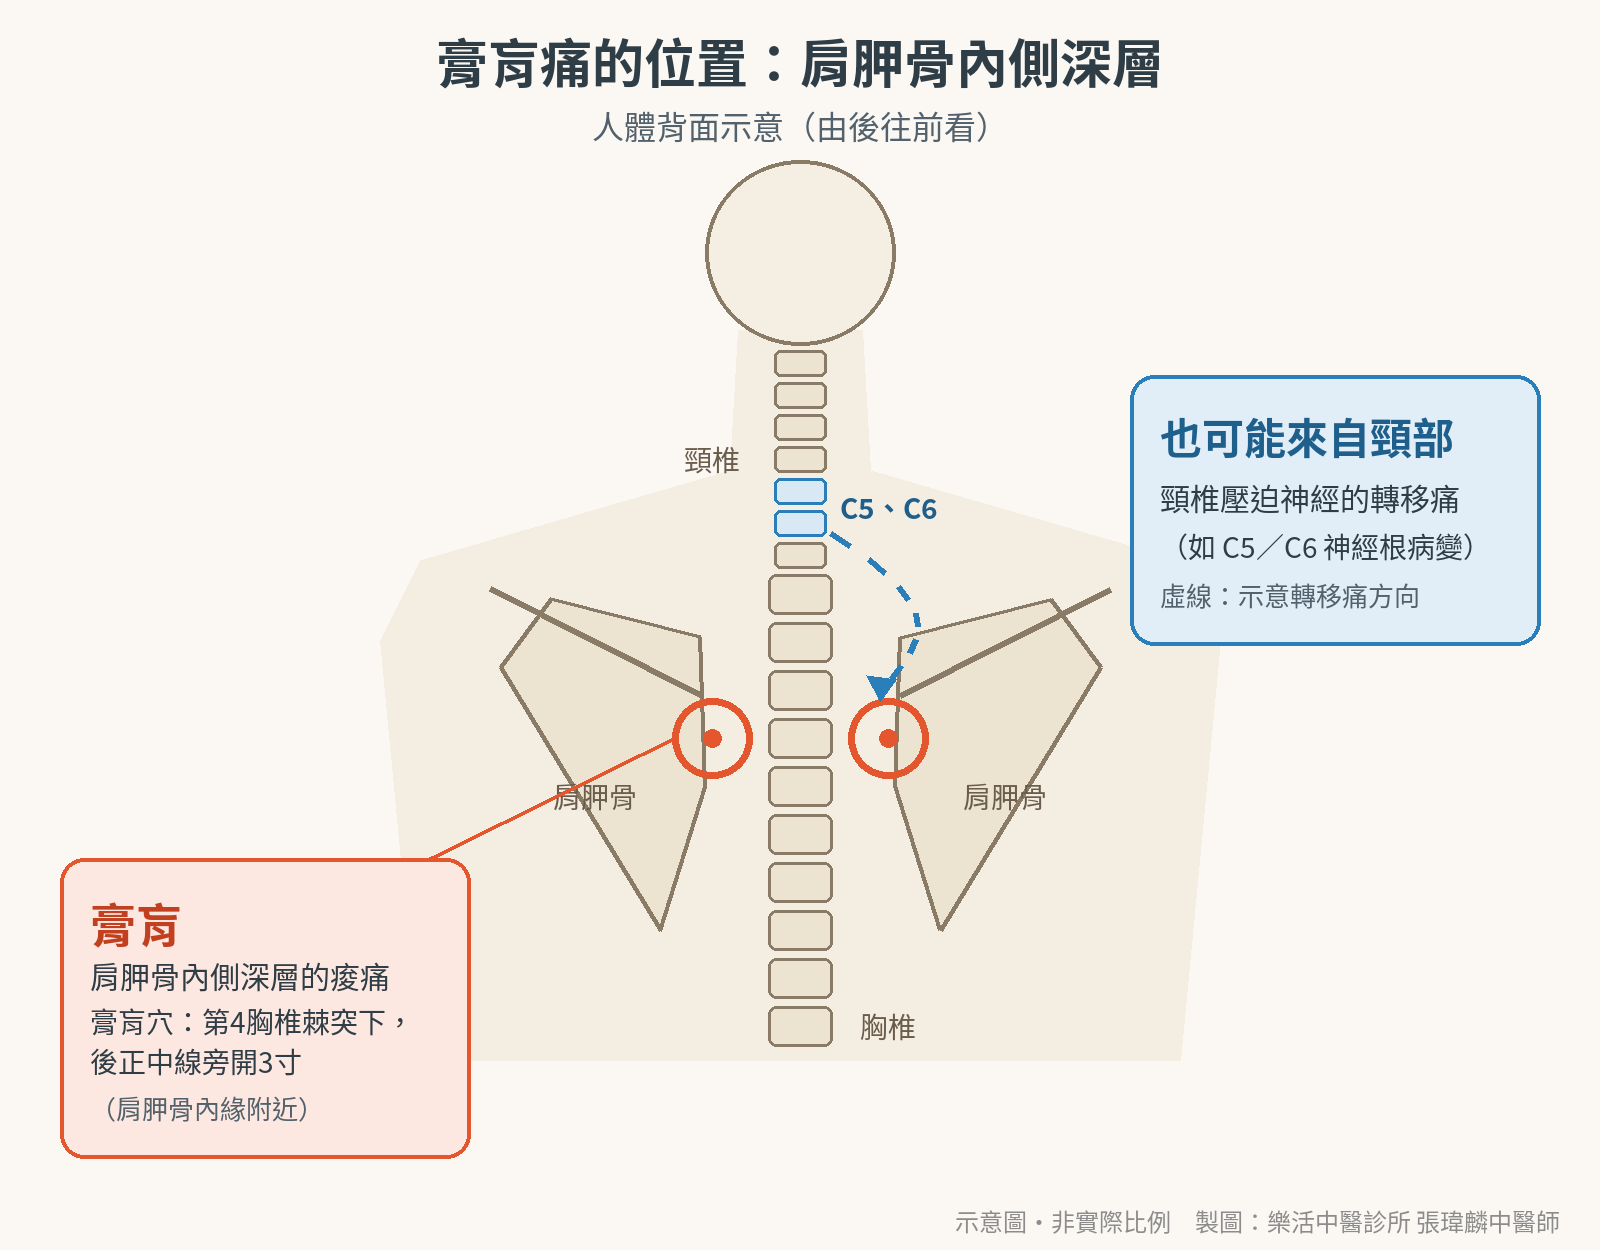 膏肓痛的位置：肩胛骨內側深層
人體背面示意（由後往前看）
頸椎
C5、C6
也可能來自頸部
頸椎壓迫神經的轉移痛
（如 C5／C6 神經根病變）
虛線：示意轉移痛方向
肩胛骨
肩胛骨
膏肓
肩胛骨內側深層的痠痛
膏肓穴：第4胸椎棘突下，
後正中線旁開3寸
（肩胛骨內緣附近）
胸椎
示意圖・非實際比例　製圖：樂活中醫診所 張瑋麟中醫師